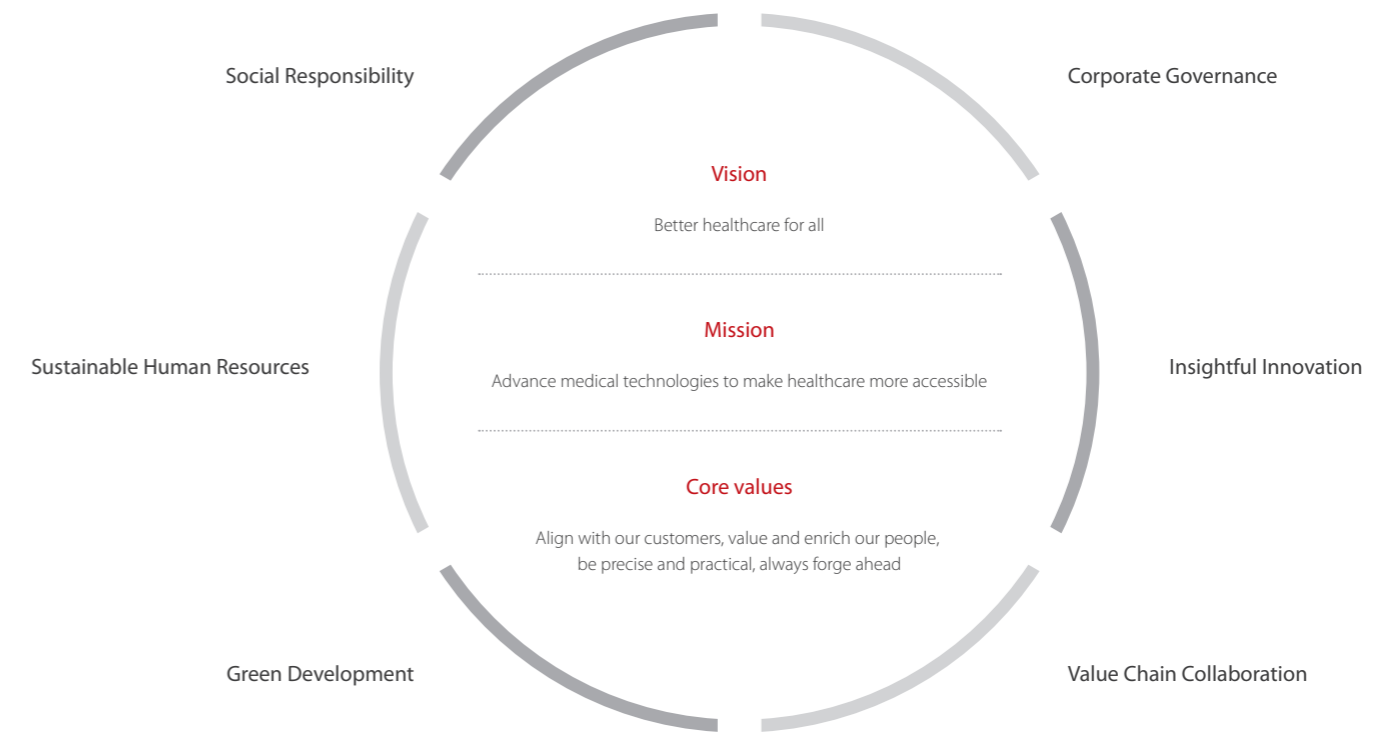 Social Responsibility
Corporate Governance
Vision
Better healthcare for all
Mission
Sustainable Human Resources
Insightful Innovation
Advance medical technologies to make healthcare more accessible
Core values
Align with our customers, value and enrich our people,
be precise and practical, always forge ahead
Green Development
Value Chain Collaboration